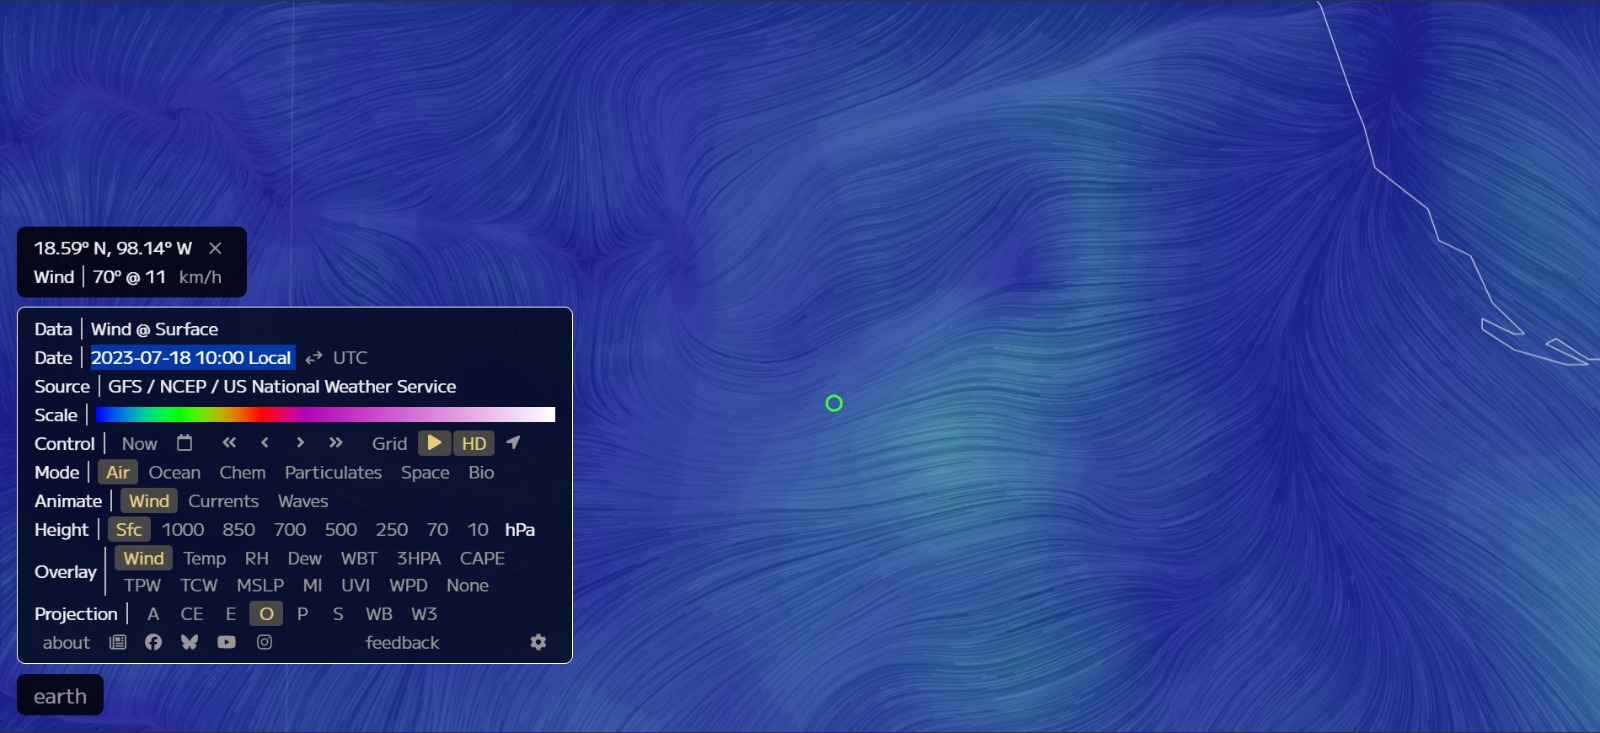 18.59° N, 98.14° W ×
Wind | 70° @ 11 km/h
Data | Wind @ Surface
Date | 2023-07-18 10:00 Local ⇄ UTC
Source | GFS / NCEP / US National Weather Service
Scale |
Control | Now « ‹ › » Grid HD
Mode | Air Ocean Chem Particulates Space Bio
Animate | Wind Currents Waves
Height | Sfc 1000 850 700 500 250 70 10 hPa
Overlay | Wind Temp RH Dew WBT 3HPA CAPE
TPW TCW MSLP MI UVI WPD None
Projection | A CE E O P S WB W3
about feedback
earth